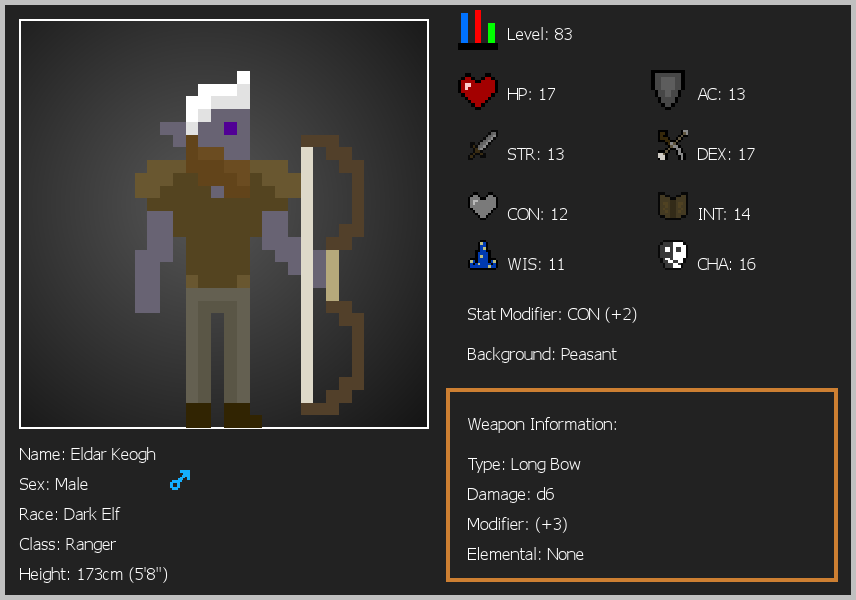 Level: 83
HP: 17
AC: 13
STR: 13
DEX: 17
CON: 12
INT: 14
WIS: 11
CHA: 16
Stat Modifier: CON (+2)
Background: Peasant
Weapon Information:
Type: Long Bow
Damage: d6
Modifier: (+3)
Elemental: None
Name: Eldar Keogh
Sex: Male
Race: Dark Elf
Class: Ranger
Height: 173cm (5'8")